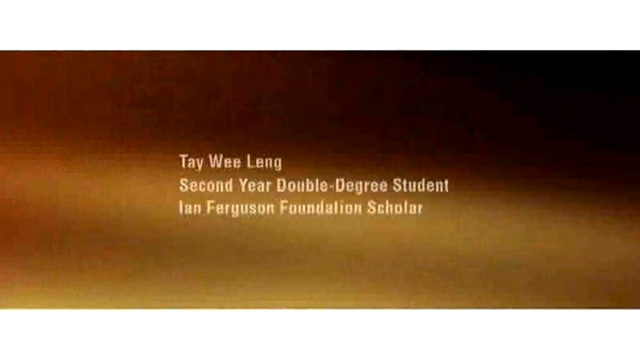 Tay Wee Leng
Second Year Double-Degree Student
Ian Ferguson Foundation Scholar